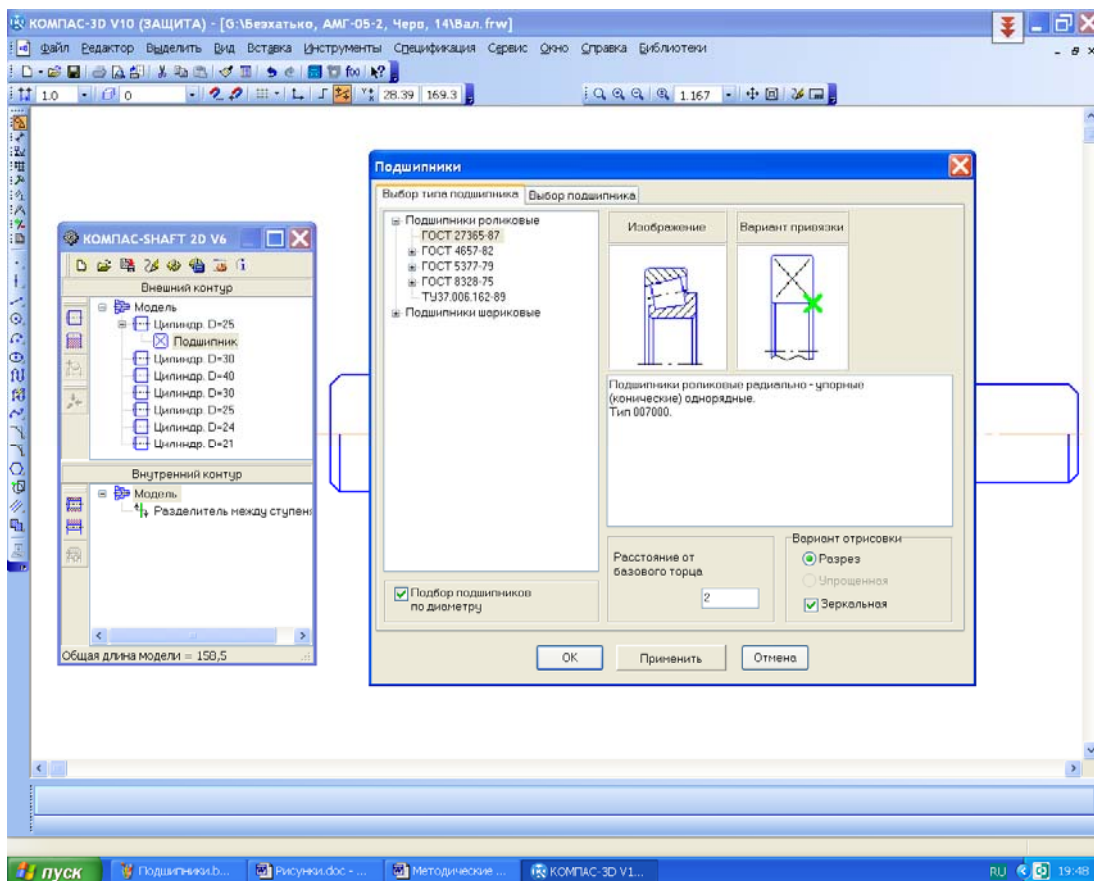 КОМПАС-3D V10 (ЗАЩИТА) - [G:\Безхатько, АМГ-05-2, Черв, 14\Вал.frw]
Файл Редактор Выделить Вид Вставка Инструменты Спецификация Сервис Окно Справка Библиотеки
1.0 0 28.39 169.3 1.167
КОМПАС-SHAFT 2D V6
Внешний контур
Модель
Цилиндр. D=25
Подшипник
Цилиндр. D=30
Цилиндр. D=40
Цилиндр. D=30
Цилиндр. D=25
Цилиндр. D=24
Цилиндр. D=21
Внутренний контур
Модель
Разделитель между ступеня
Общая длина модели = 158,5
Подшипники
Выбор типа подшипника Выбор подшипника
Подшипники роликовые
ГОСТ 27365-87
ГОСТ 4657-82
ГОСТ 5377-79
ГОСТ 8328-75
ТУ37.006.162-89
Подшипники шариковые
Изображение
Вариант привязки
Подшипники роликовые радиально - упорные
(конические) однорядные.
Тип 007000.
Подбор подшипников
по диаметру
Расстояние от
базового торца
2
Вариант отрисовки
Разрез
Упрощенная
Зеркальная
ОК Применить Отмена
пуск Подшипники.b... Рисунки.doc - ... Методические ... КОМПАС-3D V1... RU 19:48